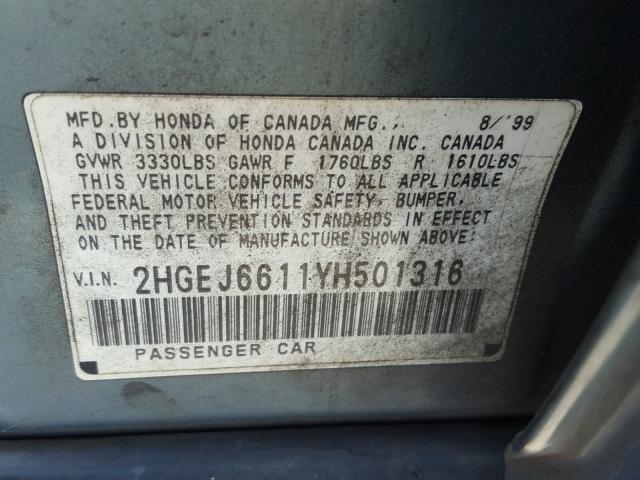 MFD. BY HONDA OF CANADA MFG., 8/'99
A DIVISION OF HONDA CANADA INC. CANADA
GVWR 3330LBS GAWR F 1760LBS R 1610LBS
THIS VEHICLE CONFORMS TO ALL APPLICABLE
FEDERAL MOTOR VEHICLE SAFETY, BUMPER,
AND THEFT PREVENTION STANDARDS IN EFFECT
ON THE DATE OF MANUFACTURE SHOWN ABOVE:
V.I.N. 2HGEJ6611YH501316
PASSENGER CAR